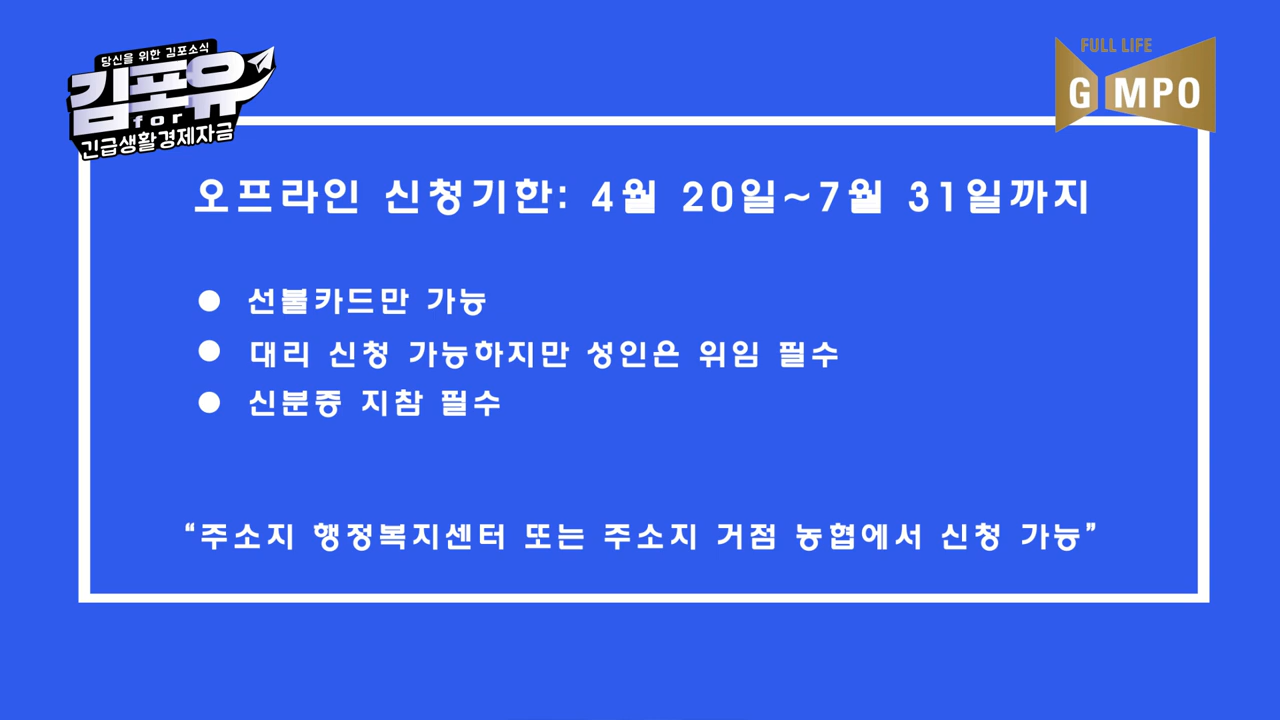 당신을 위한 김포소식
김포유
for
긴급생활경제자금
FULL LIFE
G MPO
오프라인 신청기한: 4월 20일~7월 31일까지
● 선불카드만 가능
● 대리 신청 가능하지만 성인은 위임 필수
● 신분증 지참 필수
“주소지 행정복지센터 또는 주소지 거점 농협에서 신청 가능”